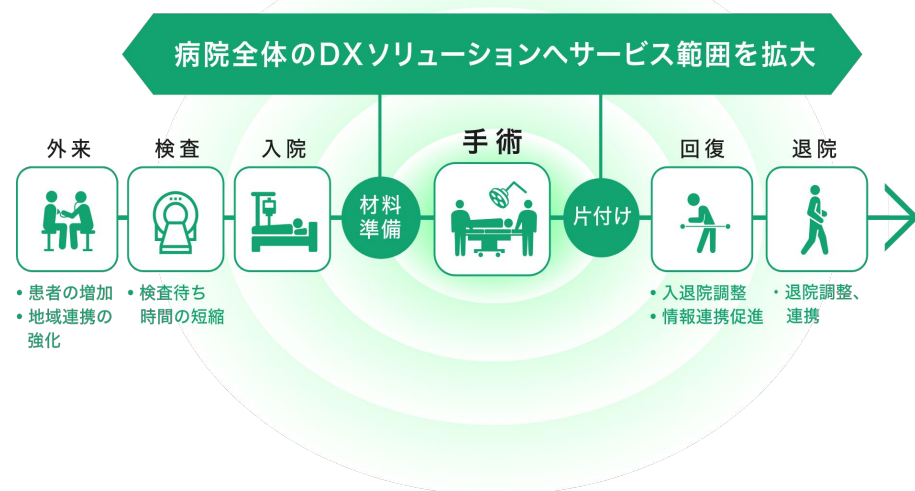 病院全体のDXソリューションへサービス範囲を拡大
外来
検査
入院
材料
準備
手術
片付け
回復
退院
• 患者の増加
• 地域連携の
強化
• 検査待ち
時間の短縮
• 入退院調整
• 情報連携促進
・退院調整、
連携